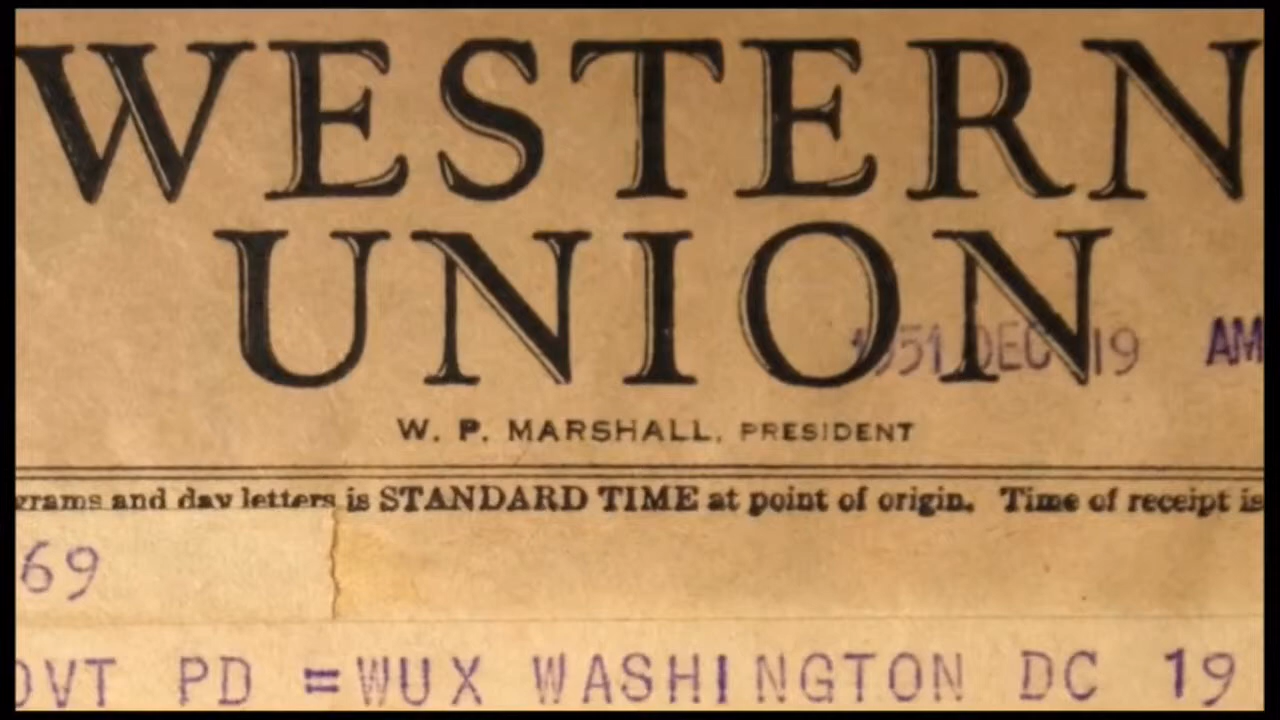 WESTERN
UNION
1951 DEC 19 AM
W. P. MARSHALL, PRESIDENT
grams and day letters is STANDARD TIME at point of origin. Time of receipt is
69
OVT PD =WUX WASHINGTON DC 19